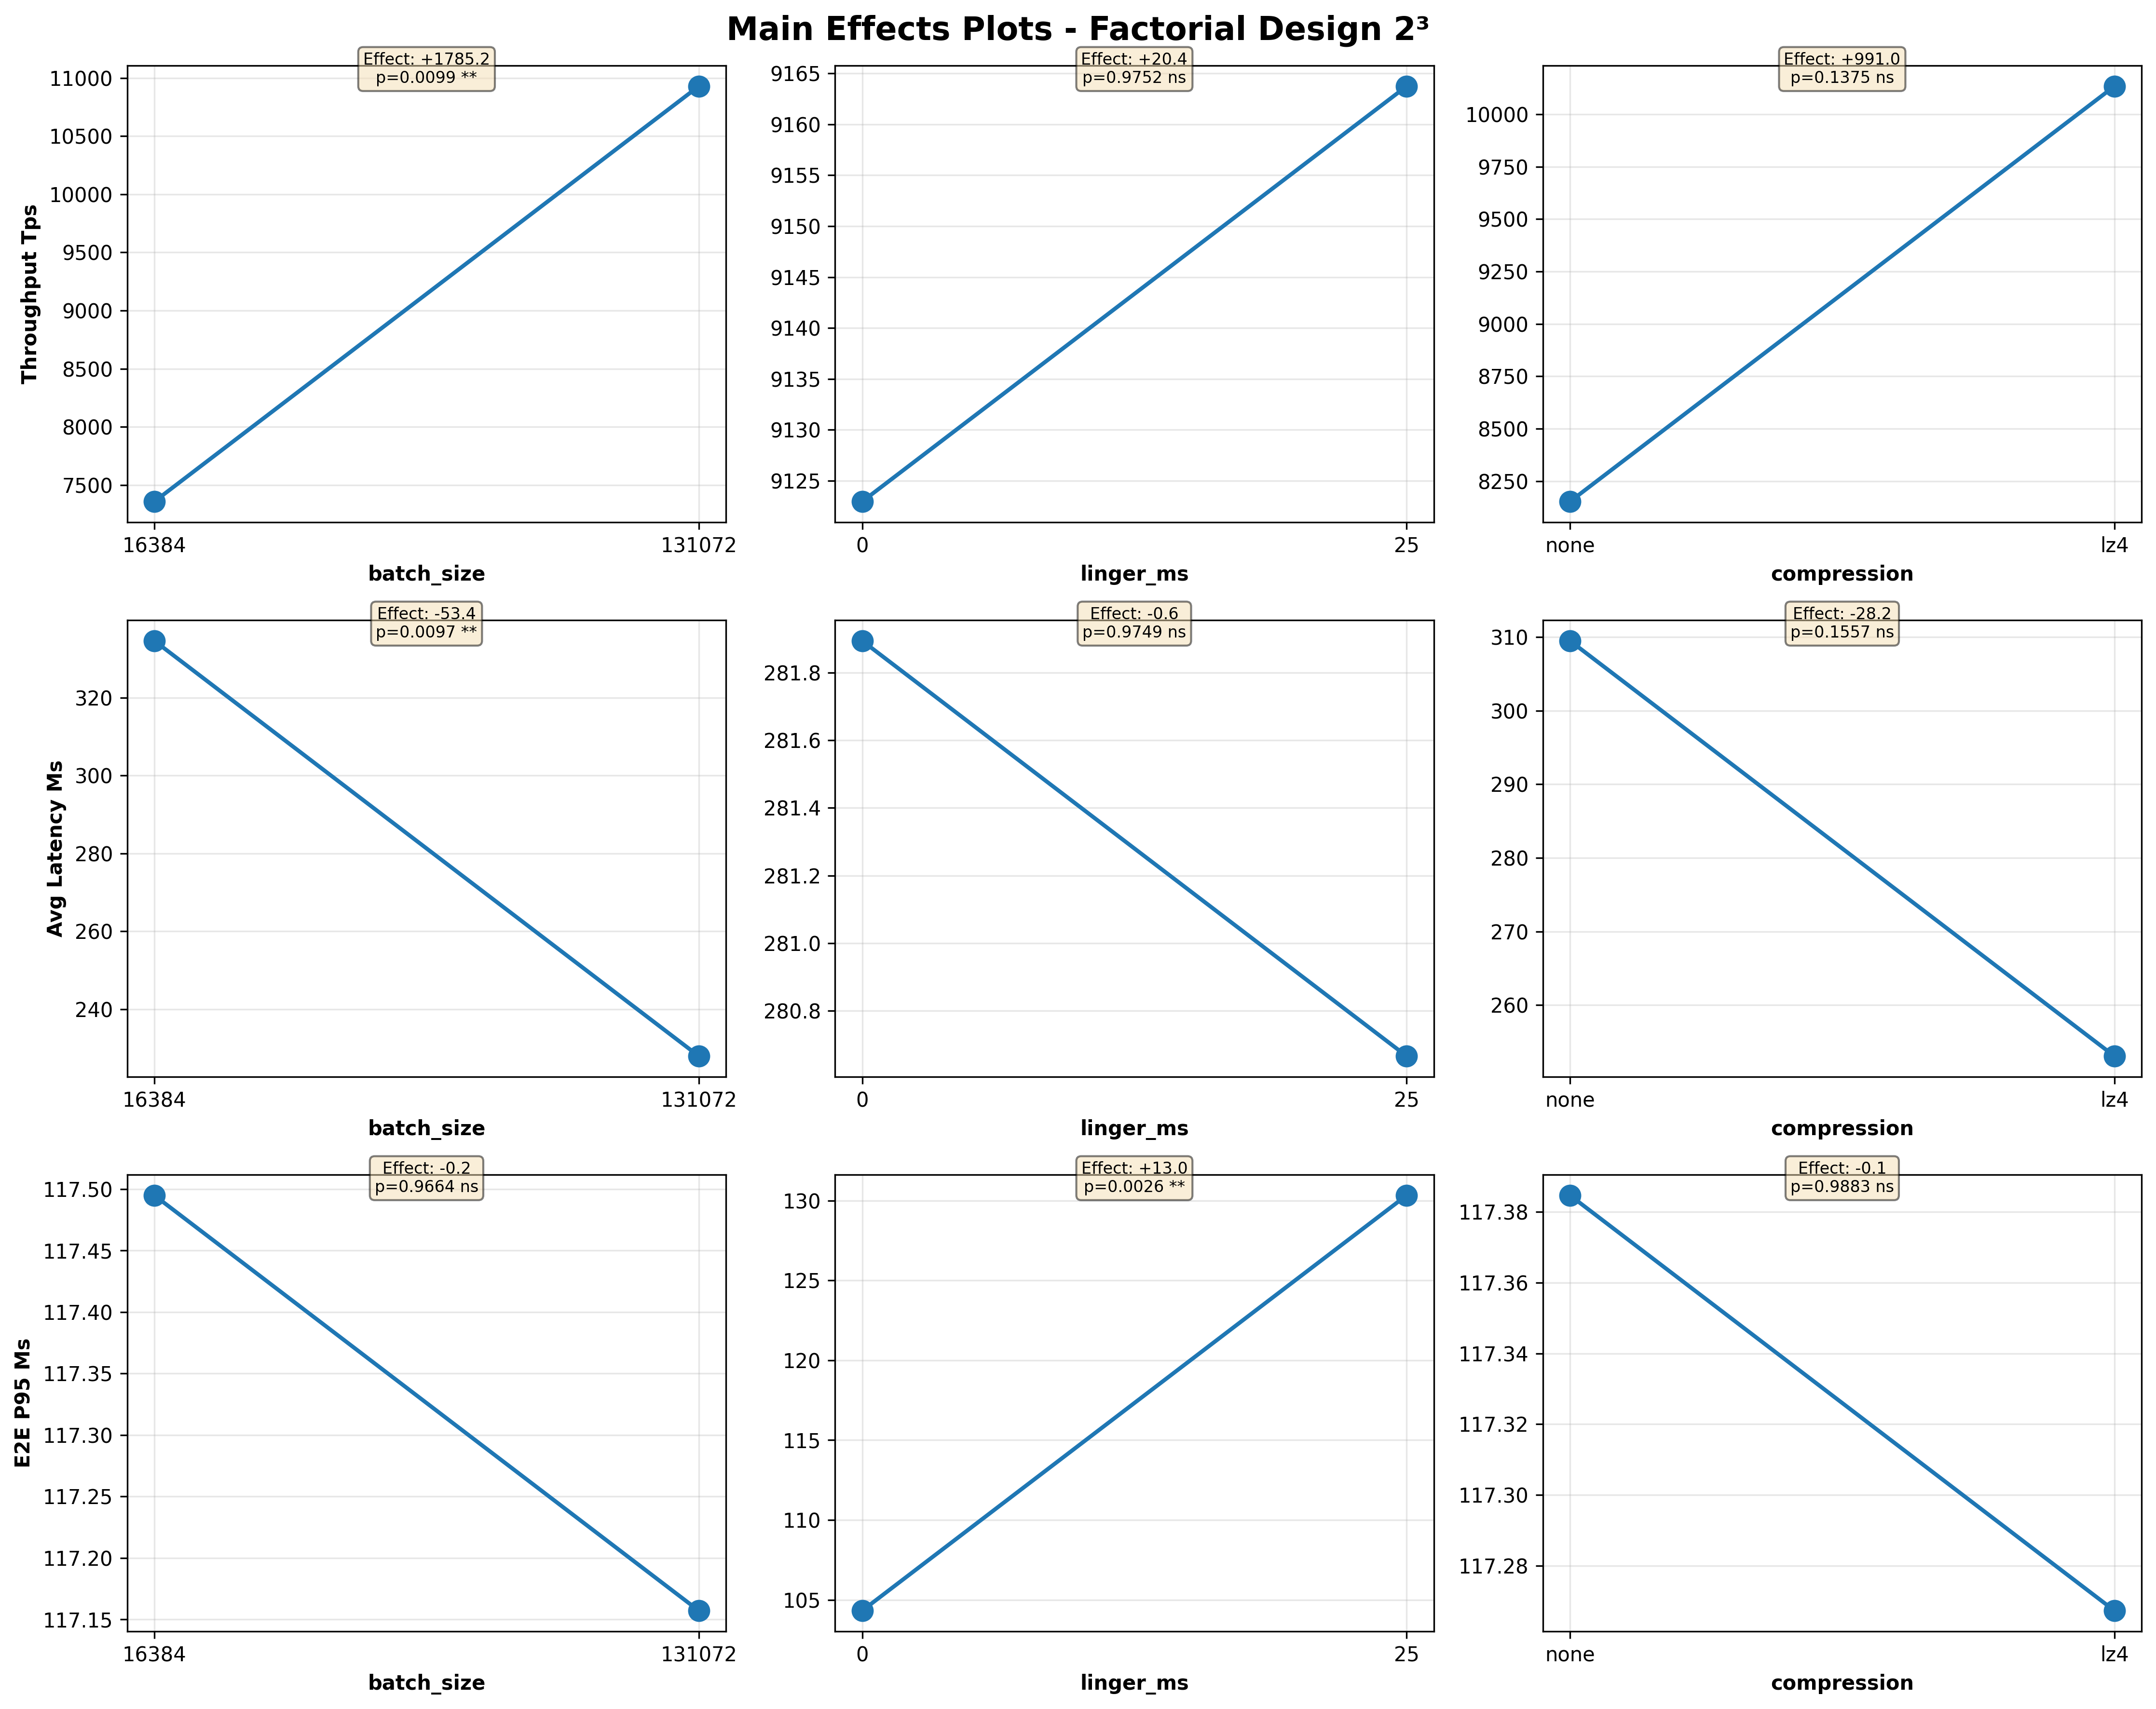 Main Effects Plots - Factorial Design 2³
Effect: +1785.2
p=0.0099 **
11000
10500
10000
9500
9000
8500
8000
7500
Throughput Tps
16384
131072
batch_size
Effect: +20.4
p=0.9752 ns
9165
9160
9155
9150
9145
9140
9135
9130
9125
0
25
linger_ms
Effect: +991.0
p=0.1375 ns
10000
9750
9500
9250
9000
8750
8500
8250
none
lz4
compression
Effect: -53.4
p=0.0097 **
320
300
280
260
240
Avg Latency Ms
16384
131072
batch_size
Effect: -0.6
p=0.9749 ns
281.8
281.6
281.4
281.2
281.0
280.8
0
25
linger_ms
Effect: -28.2
p=0.1557 ns
310
300
290
280
270
260
none
lz4
compression
Effect: -0.2
p=0.9664 ns
117.50
117.45
117.40
117.35
117.30
117.25
117.20
117.15
E2E P95 Ms
16384
131072
batch_size
Effect: +13.0
p=0.0026 **
130
125
120
115
110
105
0
25
linger_ms
Effect: -0.1
p=0.9883 ns
117.38
117.36
117.34
117.32
117.30
117.28
none
lz4
compression